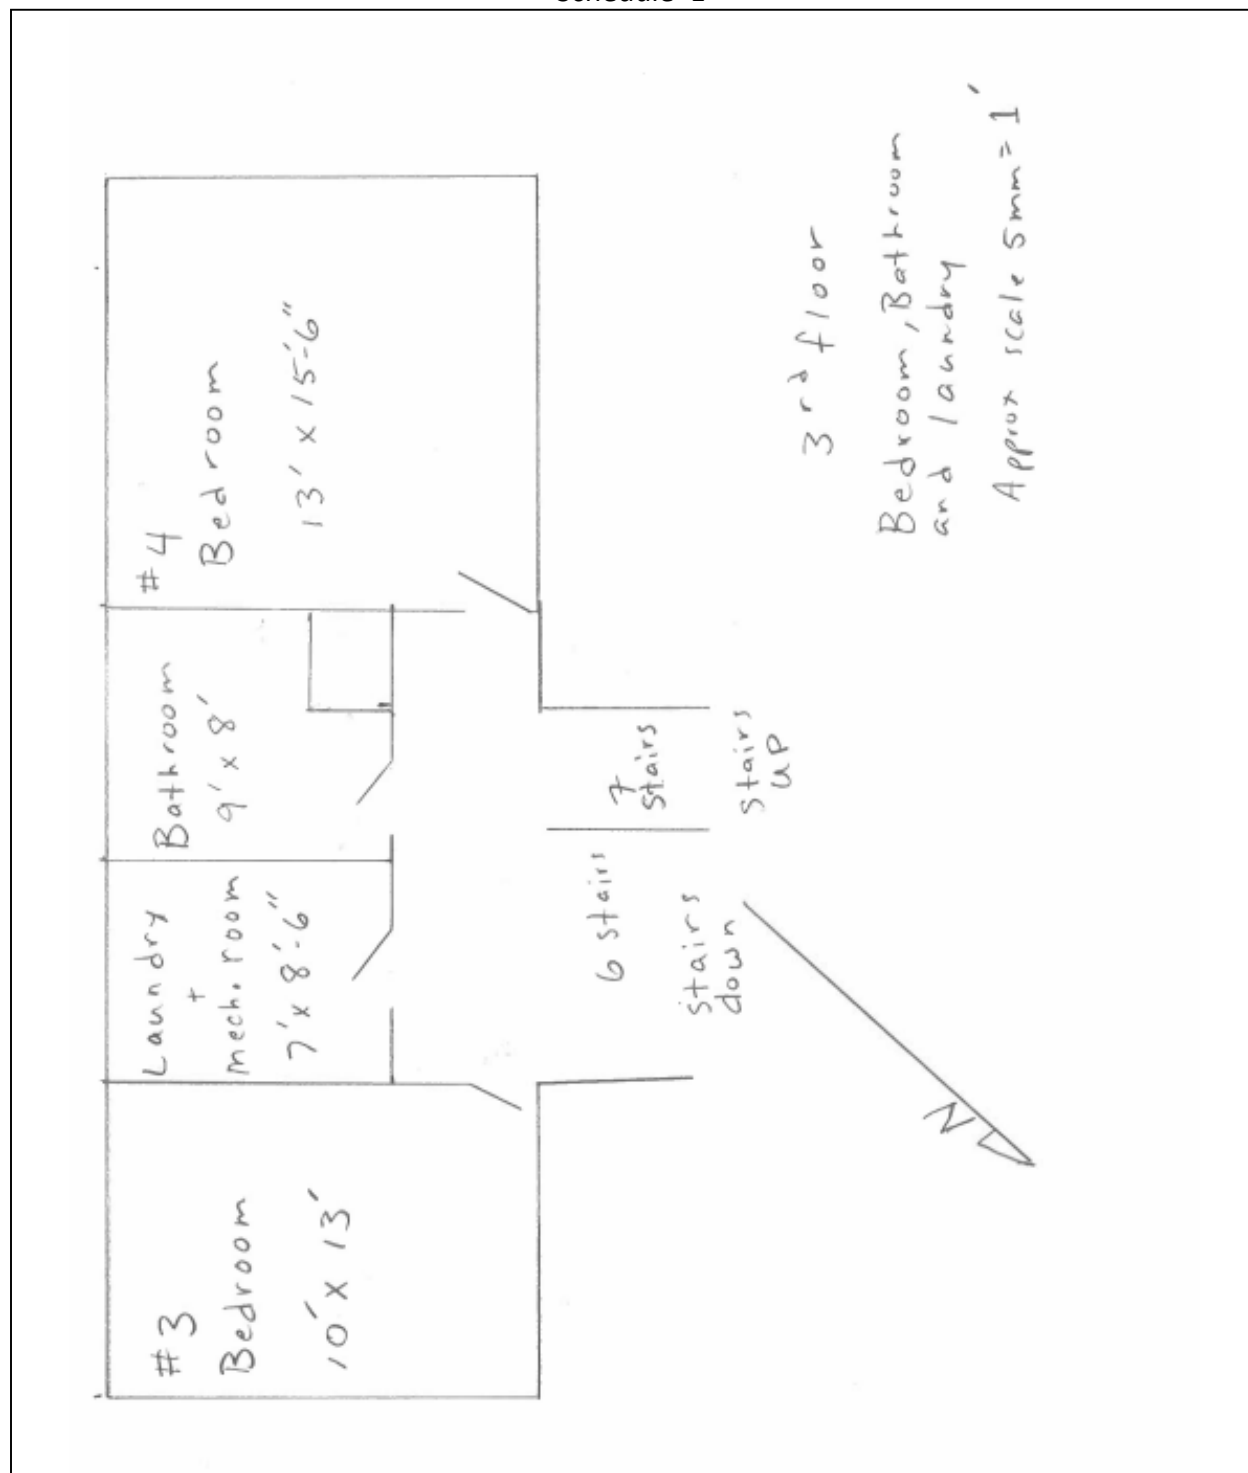 Schedule 1
#3
Bedroom
10' x 13'
Laundry
+
mech. room
7' x 8'-6"
Bathroom
9' x 8'
#4
Bedroom
13' x 15'-6"
6 stairs
stairs
down
7
stairs
stairs
up
N
3rd floor
Bedroom, Bathroom
and laundry
Approx scale 5mm = 1'